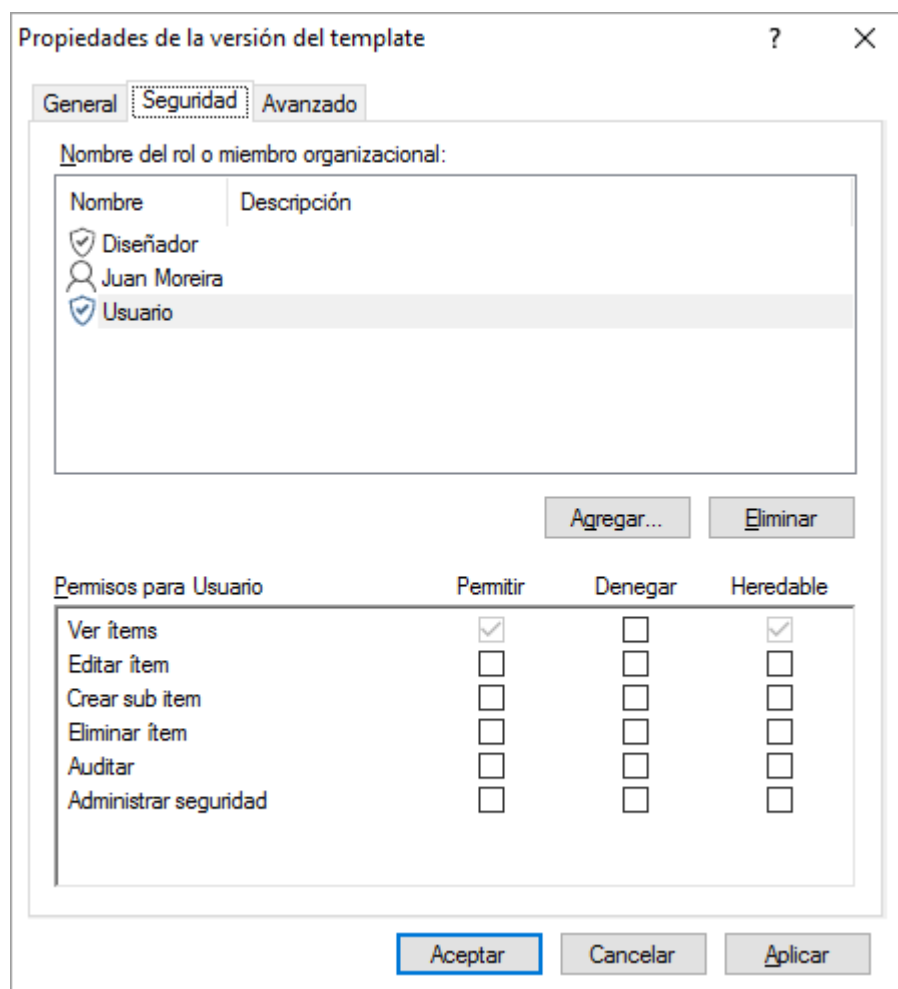 Propiedades de la versión del template ?
General Seguridad Avanzado
Nombre del rol o miembro organizacional:
Nombre Descripción
Diseñador
Juan Moreira
Usuario
Agregar... Eliminar
Permisos para Usuario Permitir Denegar Heredable
Ver ítems
Editar ítem
Crear sub item
Eliminar ítem
Auditar
Administrar seguridad
Aceptar Cancelar Aplicar